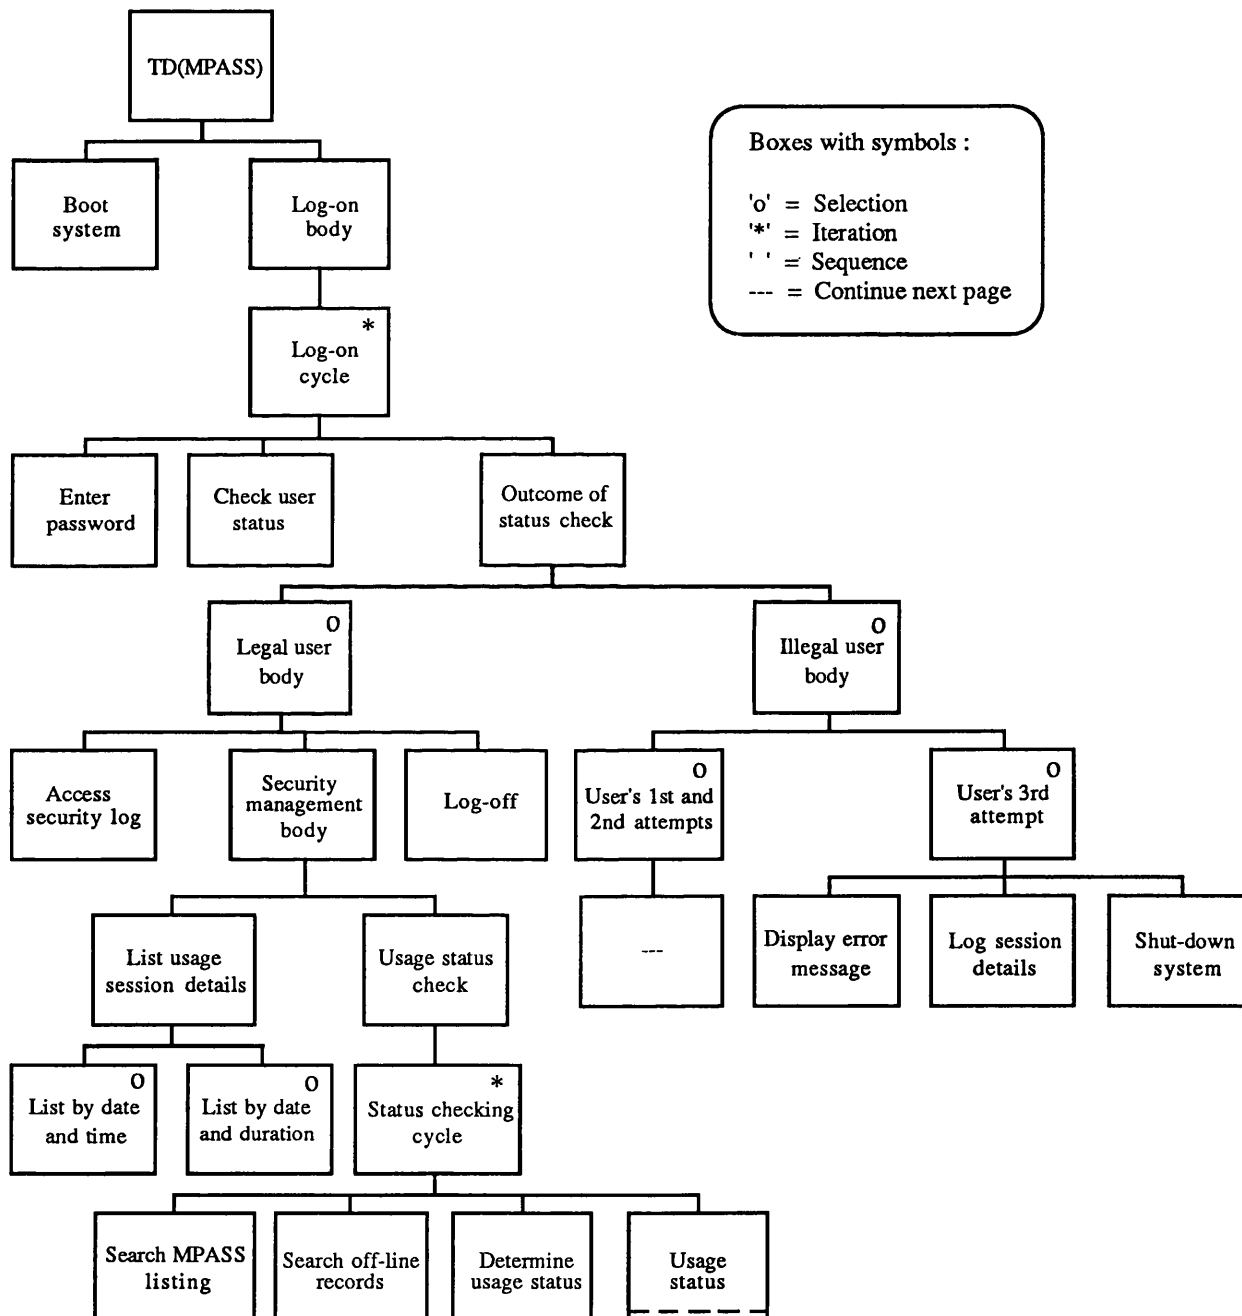 TD(MPASS)
Boxes with symbols :
'o' = Selection
'*' = Iteration
' ' = Sequence
--- = Continue next page
Boot
system
Log-on
body
*
Log-on
cycle
Enter
password
Check user
status
Outcome of
status check
o
Legal user
body
o
Illegal user
body
Access
security log
Security
management
body
Log-off
o
User's 1st and
2nd attempts
o
User's 3rd
attempt
List usage
session details
Usage status
check
---
Display error
message
Log session
details
Shut-down
system
o
List by date
and time
o
List by date
and duration
*
Status checking
cycle
Search MPASS
listing
Search off-line
records
Determine
usage status
Usage
status